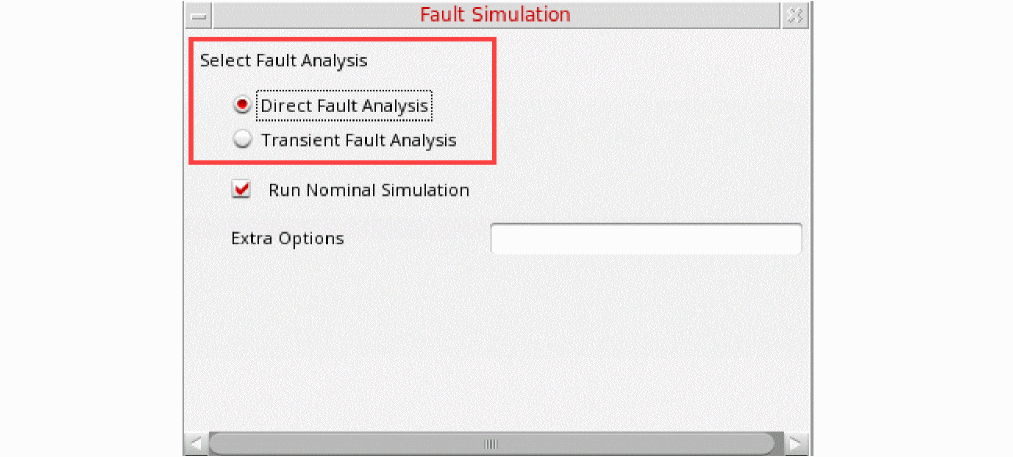 Fault Simulation
Select Fault Analysis
Direct Fault Analysis
Transient Fault Analysis
Run Nominal Simulation
Extra Options